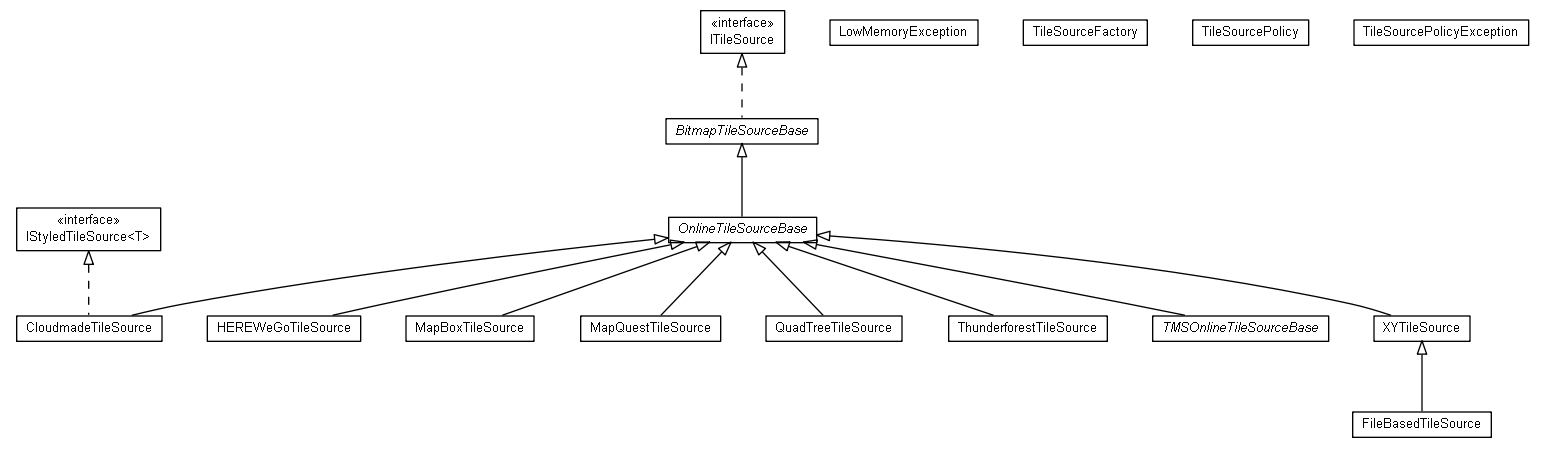 «interface»
ITileSource
LowMemoryException
TileSourceFactory
TileSourcePolicy
TileSourcePolicyException
BitmapTileSourceBase
«interface»
IStyledTileSource<T>
OnlineTileSourceBase
CloudmadeTileSource
HEREWeGoTileSource
MapBoxTileSource
MapQuestTileSource
QuadTreeTileSource
ThunderforestTileSource
TMSOnlineTileSourceBase
XYTileSource
FileBasedTileSource